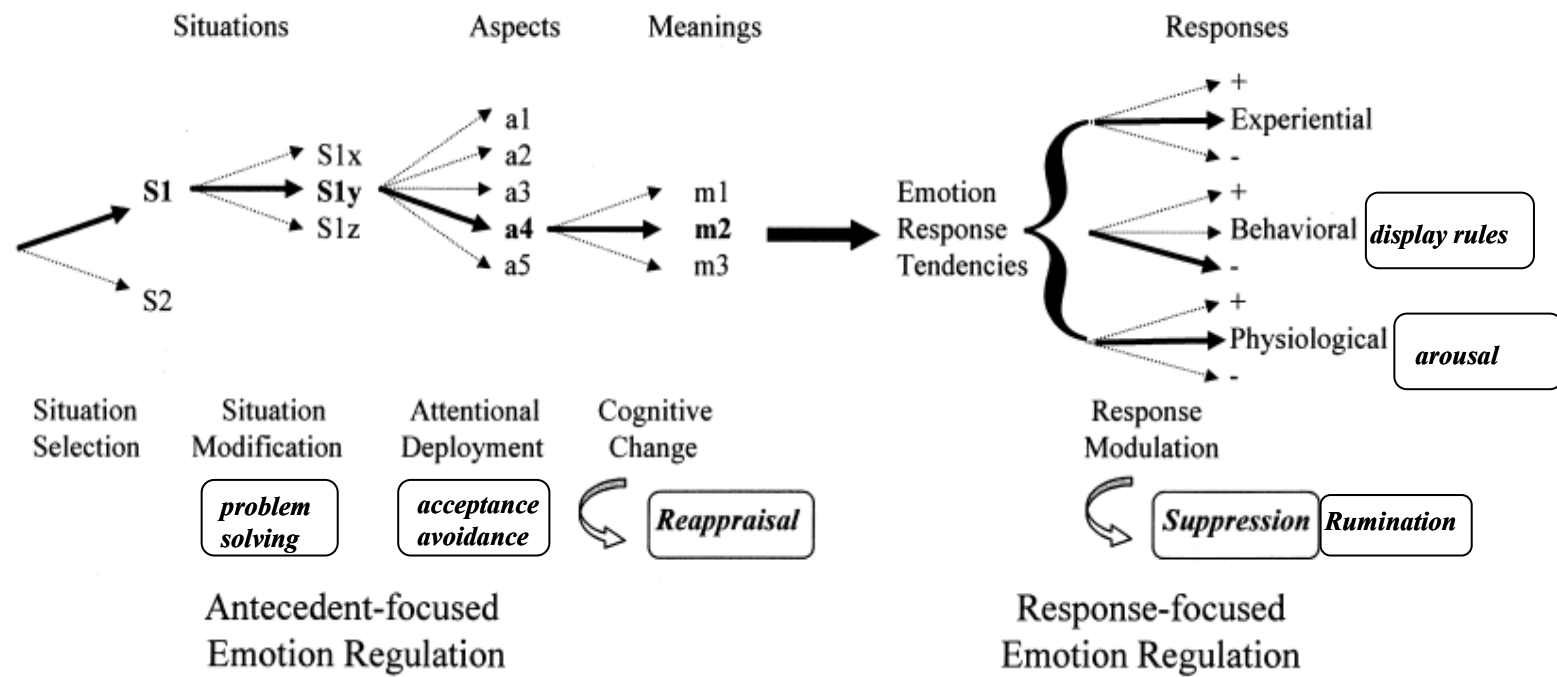 Situations Aspects Meanings Responses
+
a1 Experiential
S1x a2 -
S1 S1y a3 m1 Emotion +
S1z a4 m2 Response Behavioral display rules
a5 m3 Tendencies -
S2 +
Physiological arousal
-
Situation Situation Attentional Cognitive Response
Selection Modification Deployment Change Modulation
problem acceptance Reappraisal Suppression Rumination
solving avoidance
Antecedent-focused Response-focused
Emotion Regulation Emotion Regulation